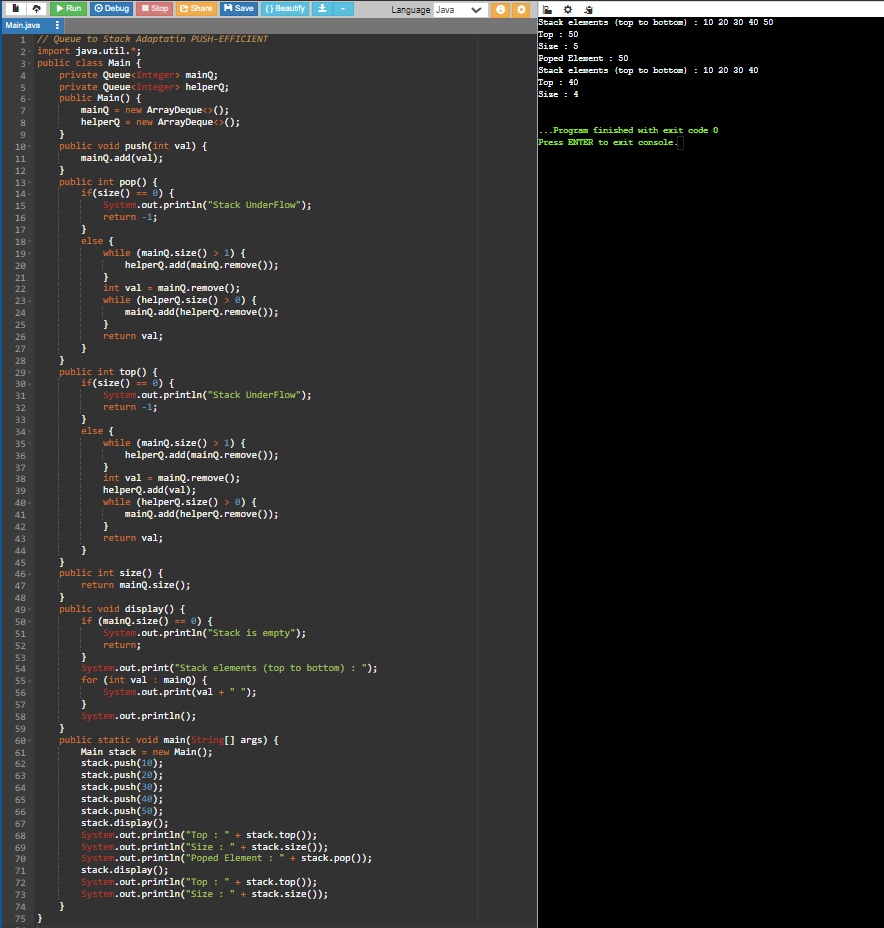 Run Debug Stop Share Save {} Beautify Language Java
Main.java
1 // Queue to Stack Adaptatin PUSH-EFFICIENT
2 import java.util.*;
3 public class Main {
4 private Queue<Integer> mainQ;
5 private Queue<Integer> helperQ;
6 public Main() {
7 mainQ = new ArrayDeque<>();
8 helperQ = new ArrayDeque<>();
9 }
10 public void push(int val) {
11 mainQ.add(val);
12 }
13 public int pop() {
14 if(size() == 0) {
15 System.out.println("Stack UnderFlow");
16 return -1;
17 }
18 else {
19 while (mainQ.size() > 1) {
20 helperQ.add(mainQ.remove());
21 }
22 int val = mainQ.remove();
23 while (helperQ.size() > 0) {
24 mainQ.add(helperQ.remove());
25 }
26 return val;
27 }
28 }
29 public int top() {
30 if(size() == 0) {
31 System.out.println("Stack UnderFlow");
32 return -1;
33 }
34 else {
35 while (mainQ.size() > 1) {
36 helperQ.add(mainQ.remove());
37 }
38 int val = mainQ.remove();
39 helperQ.add(val);
40 while (helperQ.size() > 0) {
41 mainQ.add(helperQ.remove());
42 }
43 return val;
44 }
45 }
46 public int size() {
47 return mainQ.size();
48 }
49 public void display() {
50 if (mainQ.size() == 0) {
51 System.out.println("Stack is empty");
52 return;
53 }
54 System.out.print("Stack elements (top to bottom) : ");
55 for (int val : mainQ) {
56 System.out.print(val + " ");
57 }
58 System.out.println();
59 }
60 public static void main(String[] args) {
61 Main stack = new Main();
62 stack.push(10);
63 stack.push(20);
64 stack.push(30);
65 stack.push(40);
66 stack.push(50);
67 stack.display();
68 System.out.println("Top : " + stack.top());
69 System.out.println("Size : " + stack.size());
70 System.out.println("Poped Element : " + stack.pop());
71 stack.display();
72 System.out.println("Top : " + stack.top());
73 System.out.println("Size : " + stack.size());
74 }
75 }
Stack elements (top to bottom) : 10 20 30 40 50
Top : 50
Size : 5
Poped Element : 50
Stack elements (top to bottom) : 10 20 30 40
Top : 40
Size : 4
...Program finished with exit code 0
Press ENTER to exit console.